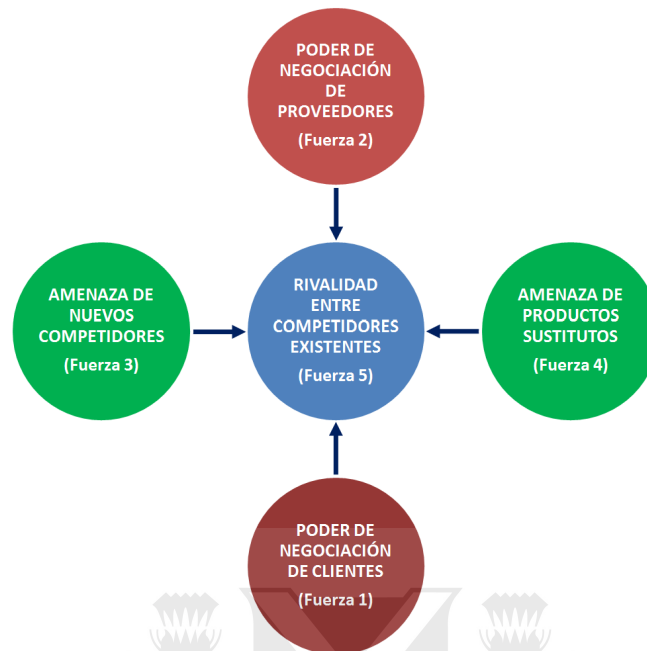 PODER DE
NEGOCIACIÓN
DE
PROVEEDORES
(Fuerza 2)
AMENAZA DE
NUEVOS
COMPETIDORES
(Fuerza 3)
RIVALIDAD
ENTRE
COMPETIDORES
EXISTENTES
(Fuerza 5)
AMENAZA DE
PRODUCTOS
SUSTITUTOS
(Fuerza 4)
PODER DE
NEGOCIACIÓN
DE CLIENTES
(Fuerza 1)